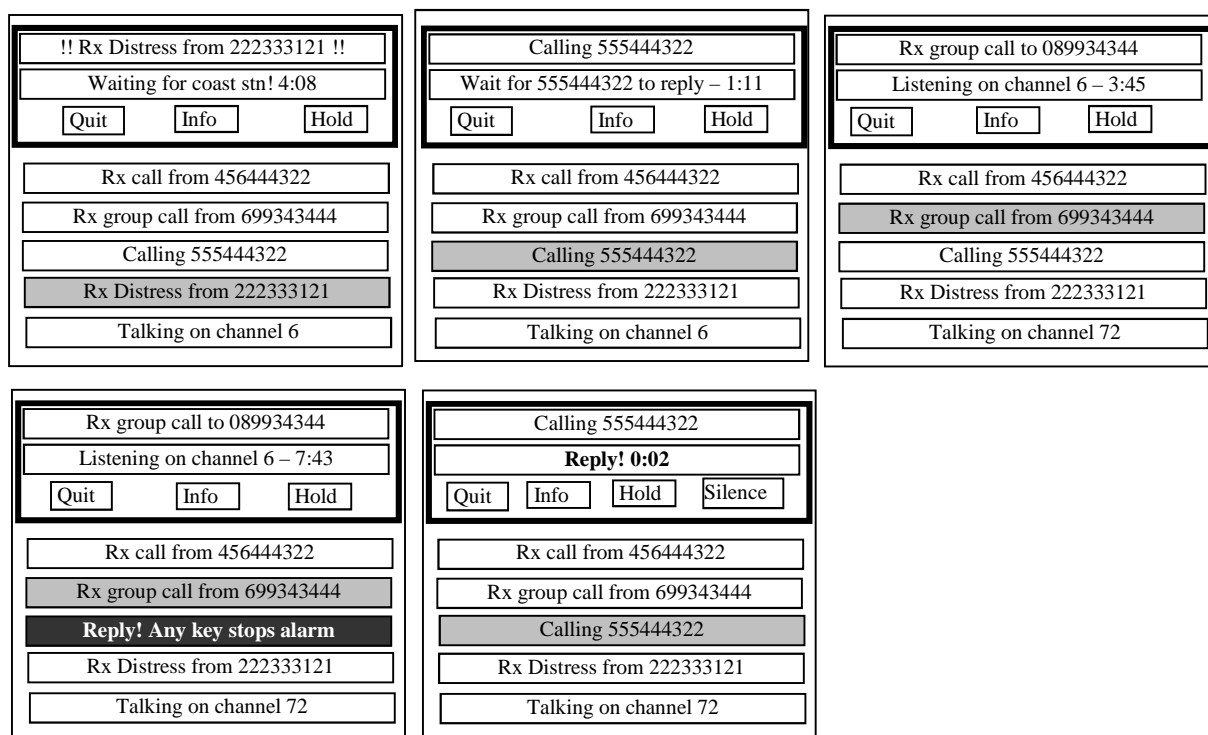 !! Rx Distress from 222333121 !!
Waiting for coast stn! 4:08
Quit Info Hold
Rx call from 456444322
Rx group call from 699343444
Calling 555444322
Rx Distress from 222333121
Talking on channel 6
Calling 555444322
Wait for 555444322 to reply – 1:11
Quit Info Hold
Rx call from 456444322
Rx group call from 699343444
Calling 555444322
Rx Distress from 222333121
Talking on channel 6
Rx group call to 089934344
Listening on channel 6 – 3:45
Quit Info Hold
Rx call from 456444322
Rx group call from 699343444
Calling 555444322
Rx Distress from 222333121
Talking on channel 72
Rx group call to 089934344
Listening on channel 6 – 7:43
Quit Info Hold
Rx call from 456444322
Rx group call from 699343444
Reply! Any key stops alarm
Rx Distress from 222333121
Talking on channel 72
Calling 555444322
Reply! 0:02
Quit Info Hold Silence
Rx call from 456444322
Rx group call from 699343444
Calling 555444322
Rx Distress from 222333121
Talking on channel 72